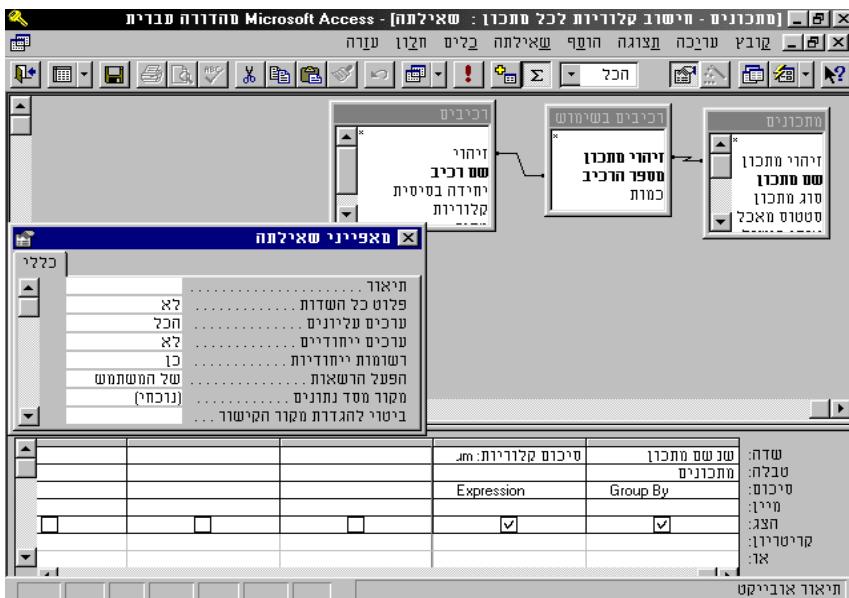 Microsoft Access - [מתכונים - חישוב קלוריות לכל מתכון : שאילתה] מהדורה עברית
קובץ עריכה תצוגה הוסף שאילתה כלים חלון עזרה
הכל
מתכונים
*
זיהוי מתכון
שם מתכון
סוג מתכון
סטטוס מאכל
רכיבים בשימוש
*
זיהוי מתכון
מספר הרכיב
כמות
רכיבים
*
זיהוי
שם רכיב
יחידה בסיסית
קלוריות
מאפייני שאילתה
כללי
תיאור
פלוט כל השדות לא
ערכים עליונים הכל
ערכים ייחודיים לא
רשומות ייחודיות כן
הפעל הרשאות של המשתמש
מקור מסד נתונים (נוכחי)
ביטוי להגדרת מקור הקישור
שדה: שנ שם מתכון סיכום קלוריות: um
טבלה: מתכונים
סיכום: Group By Expression
מיין:
הצג:
קריטריון:
או:
תיאור אובייקט